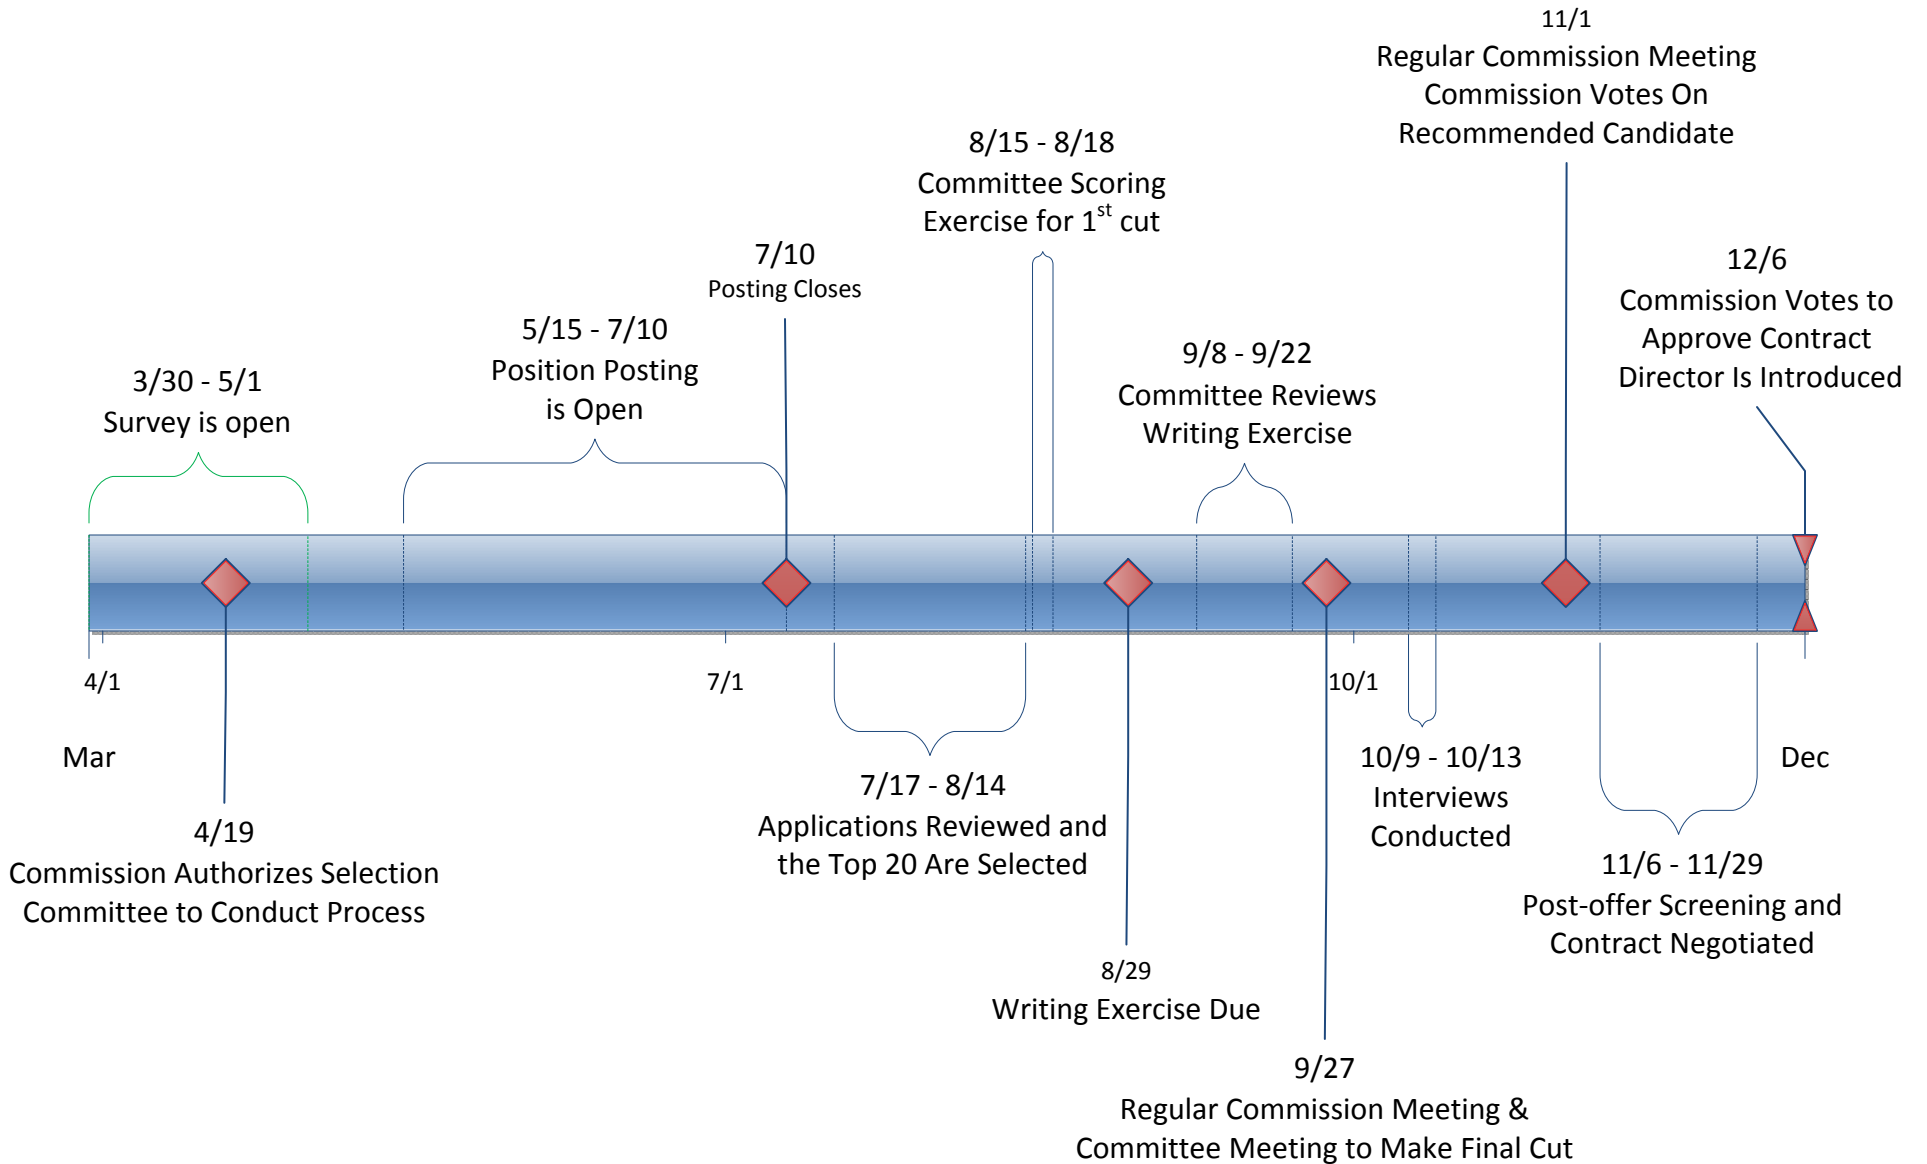 11/1
Regular Commission Meeting
Commission Votes On
Recommended Candidate
8/15 - 8/18
Committee Scoring
Exercise for 1st cut
7/10
Posting Closes
12/6
Commission Votes to
Approve Contract
Director Is Introduced
5/15 - 7/10
Position Posting
is Open
9/8 - 9/22
Committee Reviews
Writing Exercise
3/30 - 5/1
Survey is open
4/1
7/1
10/1
Mar
Dec
4/19
Commission Authorizes Selection
Committee to Conduct Process
7/17 - 8/14
Applications Reviewed and
the Top 20 Are Selected
10/9 - 10/13
Interviews
Conducted
11/6 - 11/29
Post-offer Screening and
Contract Negotiated
8/29
Writing Exercise Due
9/27
Regular Commission Meeting &
Committee Meeting to Make Final Cut